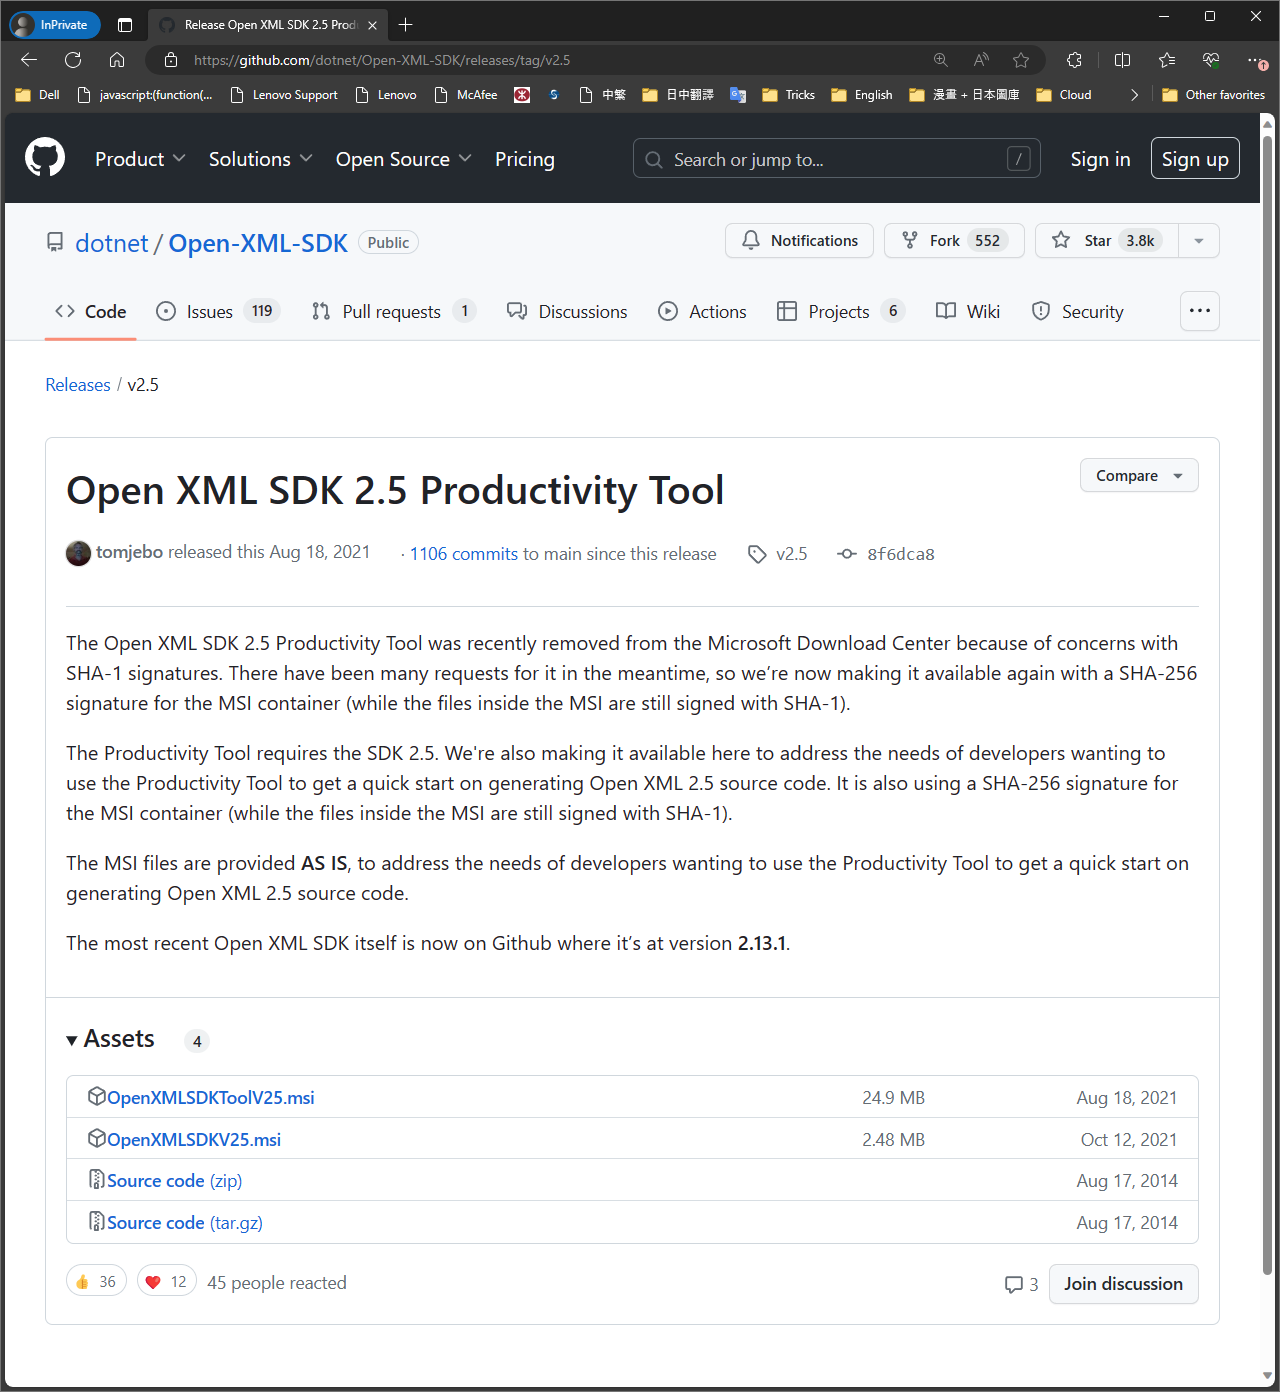 InPrivate
Release Open XML SDK 2.5 Prod
https://github.com/dotnet/Open-XML-SDK/releases/tag/v2.5
Dell javascript:(function(... Lenovo Support Lenovo McAfee 中繁 日中翻譯 Tricks English 漫畫 + 日本圖庫 Cloud Other favorites
Product Solutions Open Source Pricing Search or jump to... / Sign in Sign up
dotnet / Open-XML-SDK Public Notifications Fork 552 Star 3.8k
Code Issues 119 Pull requests 1 Discussions Actions Projects 6 Wiki Security
Releases / v2.5
Open XML SDK 2.5 Productivity Tool
Compare
tomjebo released this Aug 18, 2021 · 1106 commits to main since this release v2.5 8f6dca8
The Open XML SDK 2.5 Productivity Tool was recently removed from the Microsoft Download Center because of concerns with
SHA-1 signatures. There have been many requests for it in the meantime, so we’re now making it available again with a SHA-256
signature for the MSI container (while the files inside the MSI are still signed with SHA-1).
The Productivity Tool requires the SDK 2.5. We're also making it available here to address the needs of developers wanting to
use the Productivity Tool to get a quick start on generating Open XML 2.5 source code. It is also using a SHA-256 signature for
the MSI container (while the files inside the MSI are still signed with SHA-1).
The MSI files are provided AS IS, to address the needs of developers wanting to use the Productivity Tool to get a quick start on
generating Open XML 2.5 source code.
The most recent Open XML SDK itself is now on Github where it’s at version 2.13.1.
Assets 4
OpenXMLSDKToolV25.msi 24.9 MB Aug 18, 2021
OpenXMLSDKV25.msi 2.48 MB Oct 12, 2021
Source code (zip) Aug 17, 2014
Source code (tar.gz) Aug 17, 2014
36 12 45 people reacted 3 Join discussion